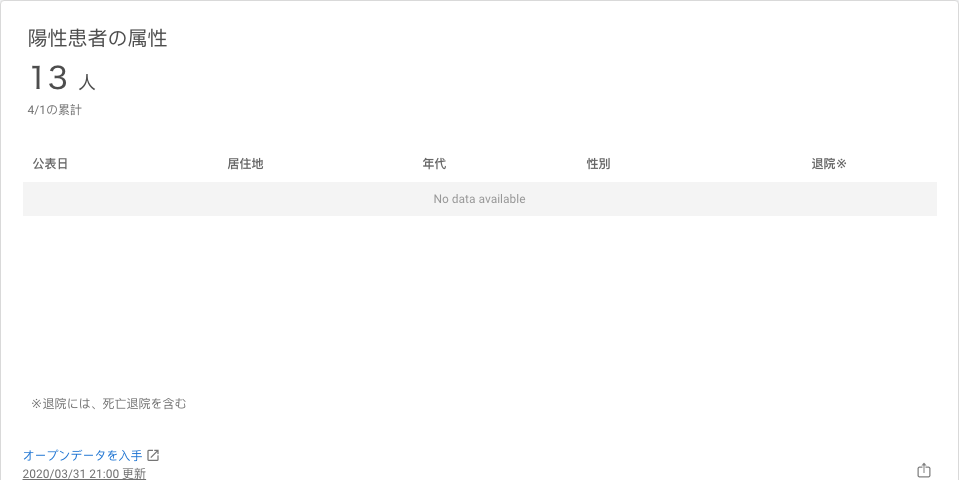 陽性患者の属性
13 人
4/1の累計
公表日 居住地 年代 性別 退院※
No data available
※退院には、死亡退院を含む
オープンデータを入手
2020/03/31 21:00 更新